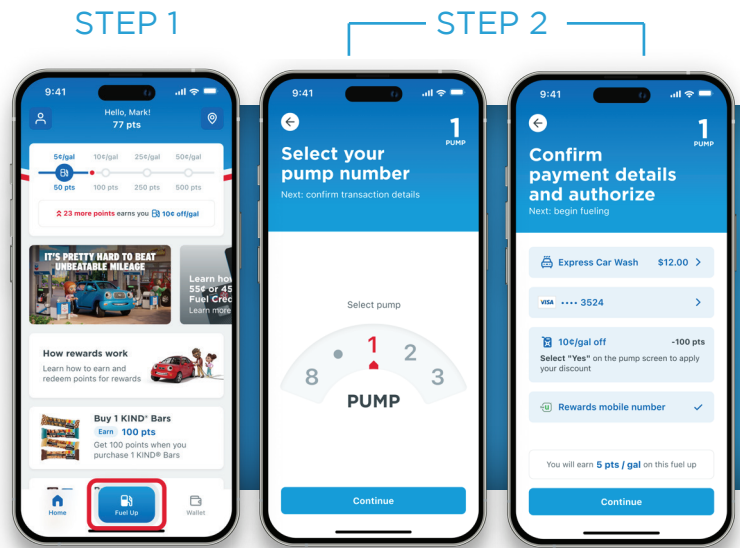 STEP 1
STEP 2
9:41
Hello, Mark!
77 pts
5¢/gal 10¢/gal 25¢/gal 50¢/gal
50 pts 100 pts 250 pts 500 pts
23 more points earns you 10¢ off/gal
IT'S PRETTY HARD TO BEAT
UNBEATABLE MILEAGE
Learn how
55¢ or 45
Fuel Cred
Learn more
How rewards work
Learn how to earn and
redeem points for rewards
Buy 1 KIND® Bars
Earn 100 pts
Get 100 points when you
purchase 1 KIND® Bars
Home
Fuel Up
Wallet
9:41
1
PUMP
Select your
pump number
Next: confirm transaction details
Select pump
8 • 1 2 3
PUMP
Continue
9:41
1
PUMP
Confirm
payment details
and authorize
Next: begin fueling
Express Car Wash $12.00 >
VISA •••• 3524 >
10¢/gal off -100 pts
Select "Yes" on the pump screen to apply
your discount
Rewards mobile number
You will earn 5 pts / gal on this fuel up
Continue